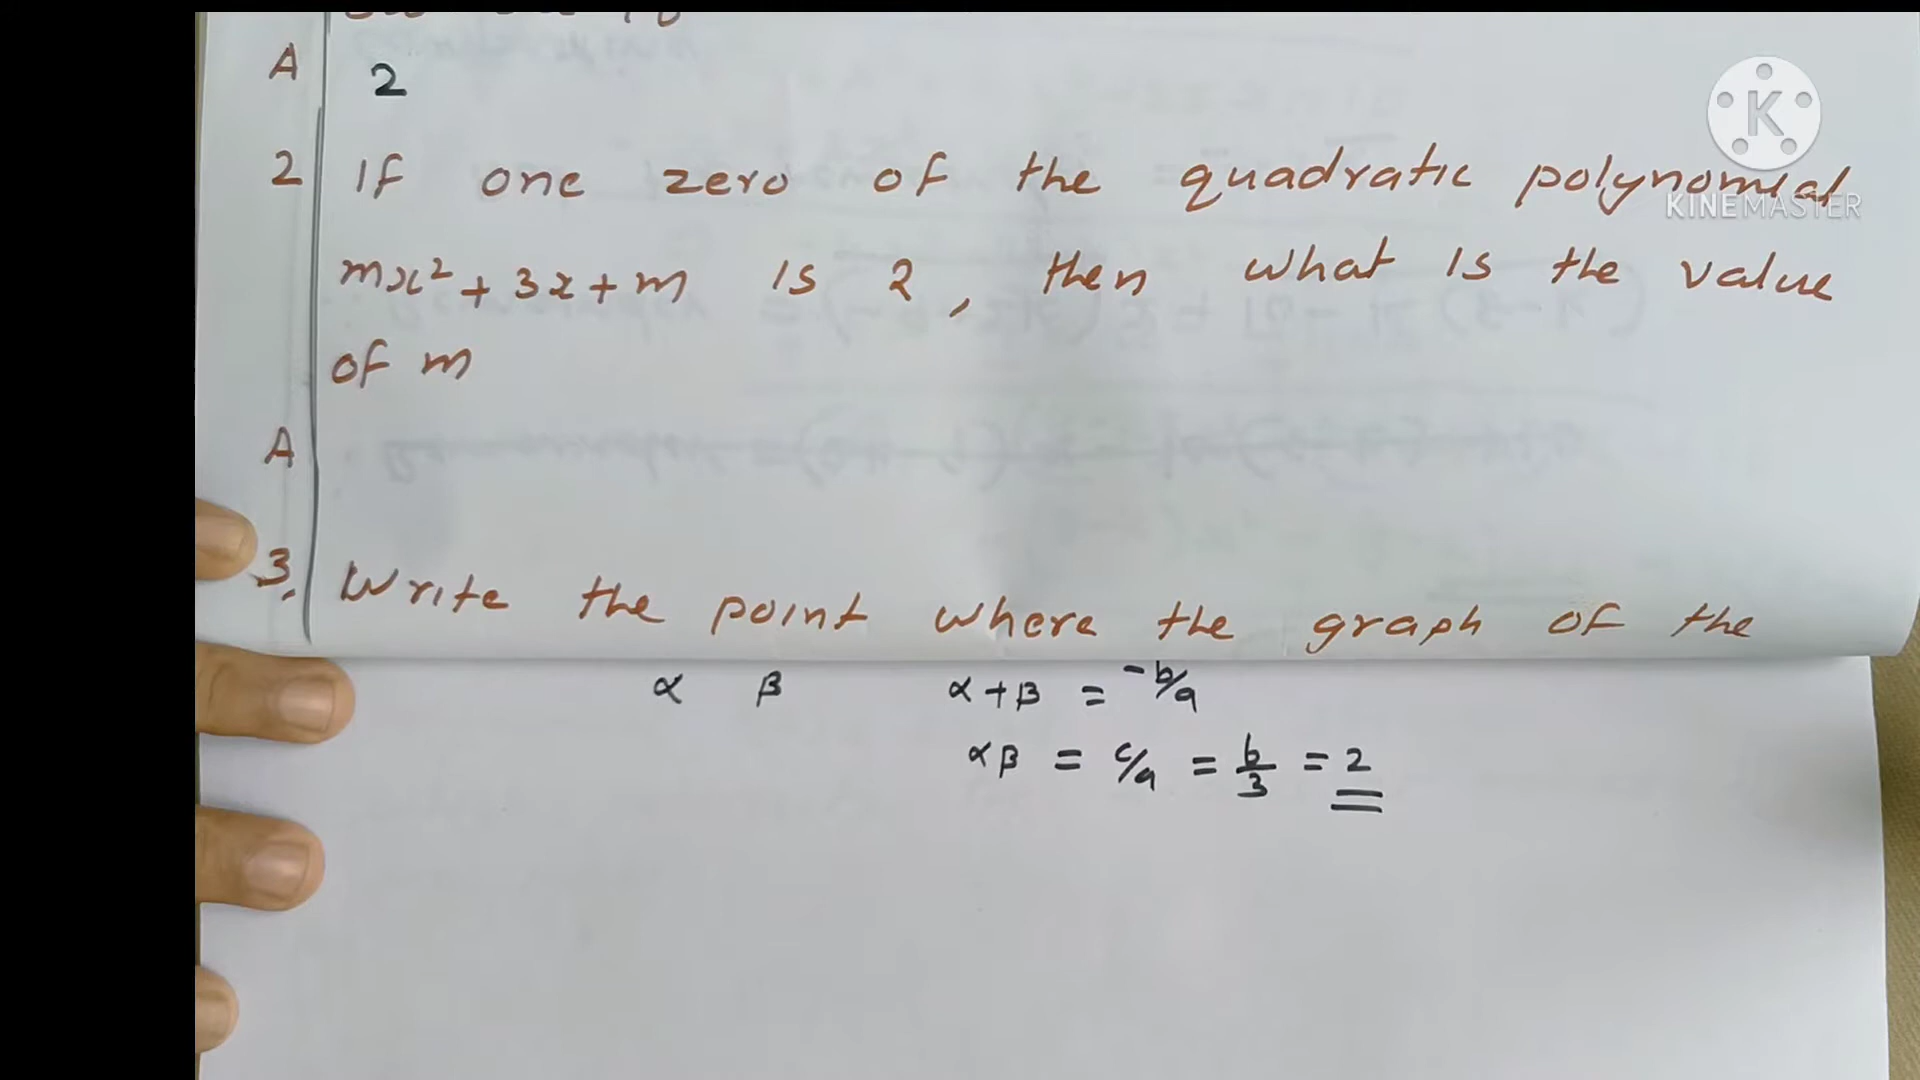 A 2
2 If one zero of the quadratic polynomial
mx² + 3x + m is 2, then what is the value
of m
A
3. Write the point where the graph of the
α β α + β = -b/a
αβ = c/a = 6/3 = 2
K
KINEMASTER